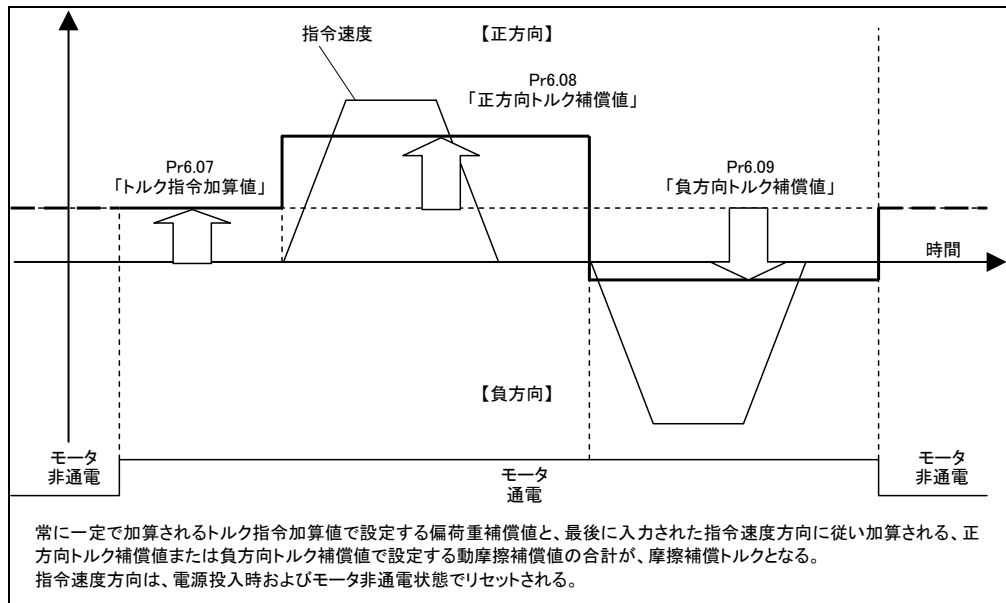 指令速度
【正方向】
Pr6.08
「正方向トルク補償値」
Pr6.07
「トルク指令加算値」
Pr6.09
「負方向トルク補償値」
時間
【負方向】
モータ
非通電
モータ
通電
モータ
非通電
常に一定で加算されるトルク指令加算値で設定する偏荷重補償値と、最後に入力された指令速度方向に従い加算される、正
方向トルク補償値または負方向トルク補償値で設定する動摩擦補償値の合計が、摩擦補償トルクとなる。
指令速度方向は、電源投入時およびモータ非通電状態でリセットされる。